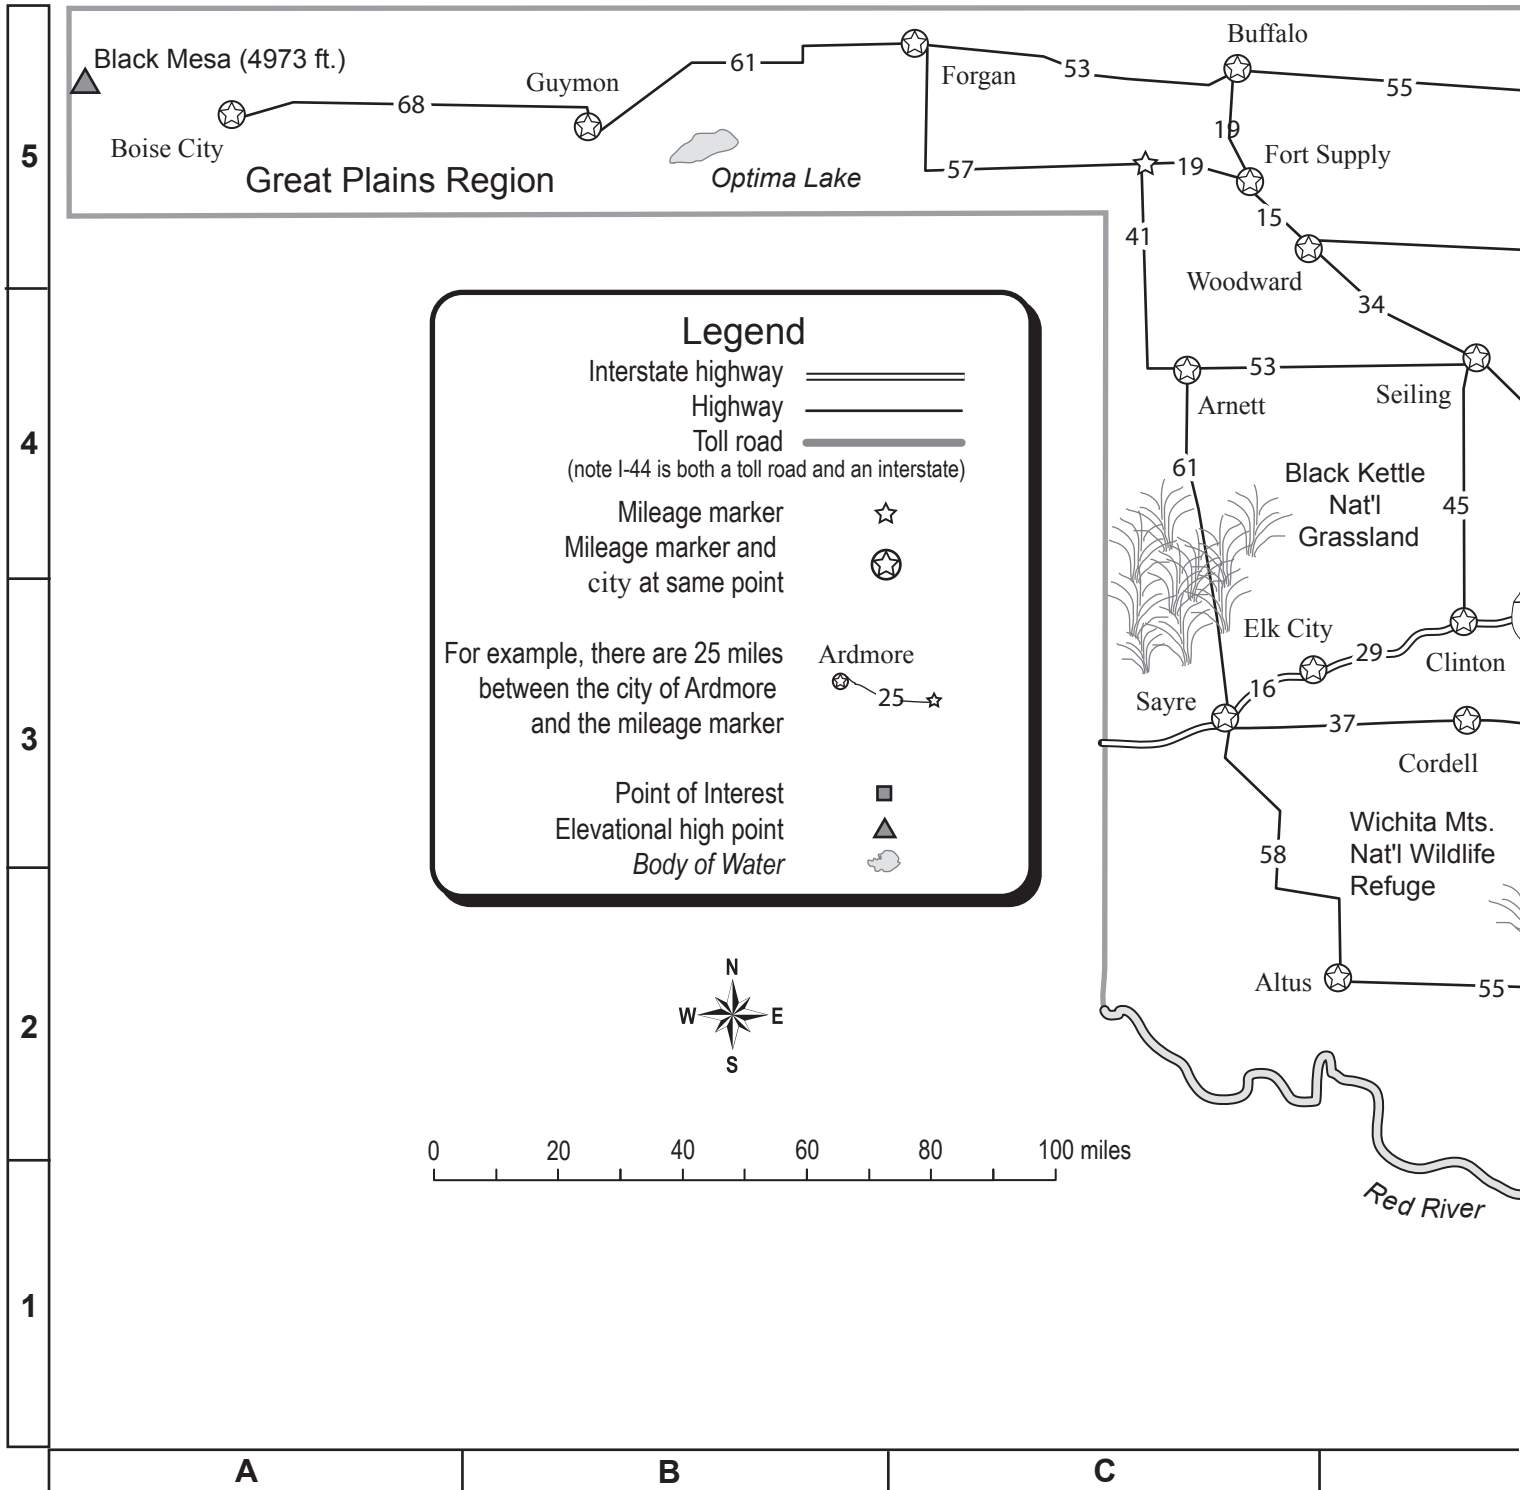 Black Mesa (4973 ft.)
Boise City
68
Guymon
61
Forgan
53
Buffalo
55
19
Fort Supply
Great Plains Region
Optima Lake
57
19
15
41
Woodward
34
53
Arnett
Seiling
61
Black Kettle
Nat'l
Grassland
45
Elk City
29
Clinton
16
Sayre
37
Cordell
58
Wichita Mts.
Nat'l Wildlife
Refuge
Altus
55
Red River
Legend
Interstate highway
Highway
Toll road
(note I-44 is both a toll road and an interstate)
Mileage marker
Mileage marker and
city at same point
For example, there are 25 miles
between the city of Ardmore
and the mileage marker
Ardmore
25
Point of Interest
Elevational high point
Body of Water
N
W E
S
0 20 40 60 80 100 miles
5
4
3
2
1
A B C